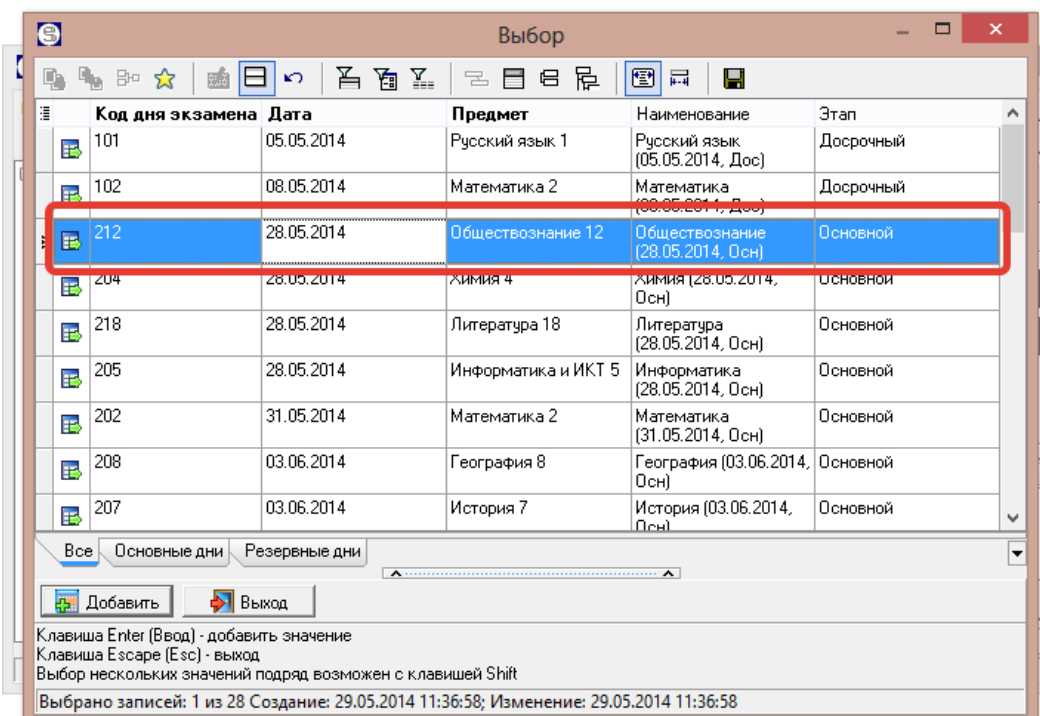 Выбор
Код дня экзамена Дата Предмет Наименование Этап
101 05.05.2014 Русский язык 1 Русский язык (05.05.2014, Дос) Досрочный
102 08.05.2014 Математика 2 Математика (08.05.2014, Дос) Досрочный
212 28.05.2014 Обществознание 12 Обществознание (28.05.2014, Осн) Основной
204 28.05.2014 Химия 4 Химия (28.05.2014, Осн) Основной
218 28.05.2014 Литература 18 Литература (28.05.2014, Осн) Основной
205 28.05.2014 Информатика и ИКТ 5 Информатика (28.05.2014, Осн) Основной
202 31.05.2014 Математика 2 Математика (31.05.2014, Осн) Основной
208 03.06.2014 География 8 География (03.06.2014, Осн) Основной
207 03.06.2014 История 7 История (03.06.2014, Осн) Основной
Все Основные дни Резервные дни
Добавить Выход
Клавиша Enter (Ввод) - добавить значение
Клавиша Escape (Esc) - выход
Выбор нескольких значений подряд возможен с клавишей Shift
Выбрано записей: 1 из 28 Создание: 29.05.2014 11:36:58; Изменение: 29.05.2014 11:36:58